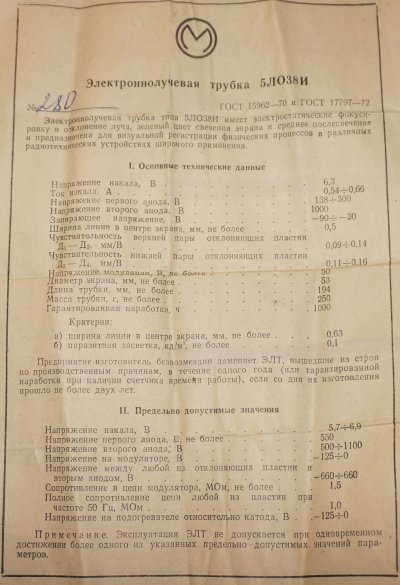 М
Электроннолучевая трубка 5ЛО38И
№ 280 ГОСТ 15962—70 и ГОСТ 17797—72
Электроннолучевая трубка типа 5ЛО38И имеет электростатические фокуси-
ровку и отклонение луча, зеленый цвет свечения экрана и среднее послесвечение
и предназначена для визуальной регистрации физических процессов в различных
радиотехнических устройствах широкого применения.
I. Основные технические данные
Напряжение накала, В 6,3
Ток накала, А 0,54÷0,66
Напряжение первого анода, В 138÷300
Напряжение второго анода, В 1000
Запирающее напряжение, В —90÷—30
Ширина линии в центре экрана, мм, не более 0,5
Чувствительность верхней пары отклоняющих пластин
Д₁ — Д₂, мм/В 0,09÷0,14
Чувствительность нижней пары отклоняющих пластин
Д₃ — Д₄, мм/В 0,11÷0,16
Напряжение модуляции, В, не более 50
Диаметр экрана, мм, не более 53
Длина трубки, мм, не более 194
Масса трубки, г, не более 250
Гарантированная наработка, ч 1000
Критерии:
а) ширина линии в центре экрана, мм, не более 0,63
б) паразитная засветка, кд/м², не более 0,1
Предприятие-изготовитель безвозмездно заменяет ЭЛТ, вышедшие из строя
по производственным причинам, в течение одного года (или гарантированной
наработки при наличии счетчика времени работы), если со дня их изготовления
прошло не более двух лет.
II. Предельно допустимые значения
Напряжение накала, В 5,7÷6,9
Напряжение первого анода, В, не более 550
Напряжение второго анода, В 500÷1100
Напряжение на модуляторе, В —125÷0
Напряжение между любой из отклоняющих пластин и
вторым анодом, В —660÷660
Сопротивление в цепи модулятора, МОм, не более 1,5
Полное сопротивление цепи любой из пластин при
частоте 50 Гц, МОм 1,0
Напряжение на подогревателе относительно катода, В —125÷0
Примечание. Эксплуатация ЭЛТ не допускается при одновременном
достижении более одного из указанных предельно допустимых значений пара-
метров.